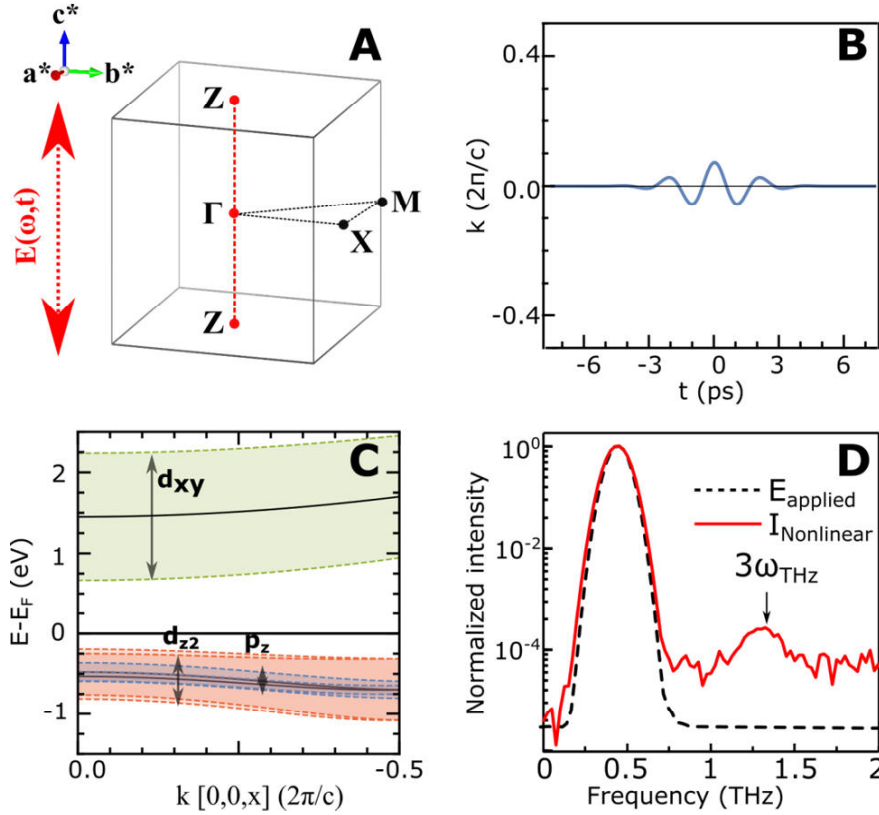 A
c*
a*
b*
E(ω,t)
Z
Γ
M
X
Z
B
k (2π/c)
0.5
0.0
-0.4
-6
-3
0
3
6
t (ps)
C
E-E_F (eV)
2
1
0
-1
d_xy
d_z2
p_z
0.0
-0.5
k [0,0,x] (2π/c)
D
Normalized intensity
10^0
10^-2
10^-4
E_applied
I_Nonlinear
3ω_THz
0
0.5
1
1.5
2
Frequency (THz)